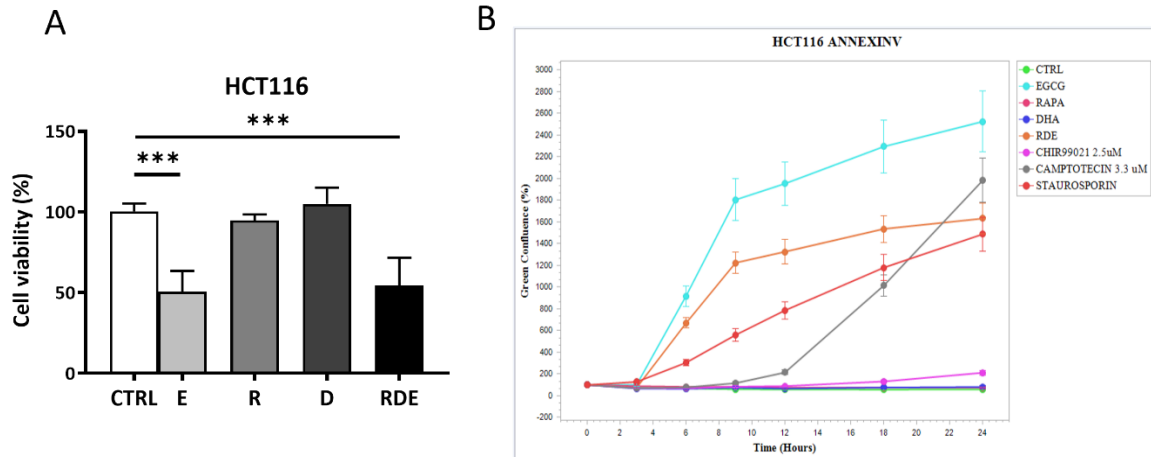 A
HCT116
***
***
Cell viability (%)
150
100
50
0
CTRL E R D RDE
B
HCT116 ANNEXINV
Green Confluence (%)
3000
2800
2600
2400
2200
2000
1800
1600
1400
1200
1000
800
600
400
200
0
-200
0 2 4 6 8 10 12 14 16 18 20 22 24
Time (Hours)
CTRL
EGCG
RAPA
DHA
RDE
CHIR99021 2.5uM
CAMPTOTECIN 3.3 uM
STAUROSPORIN